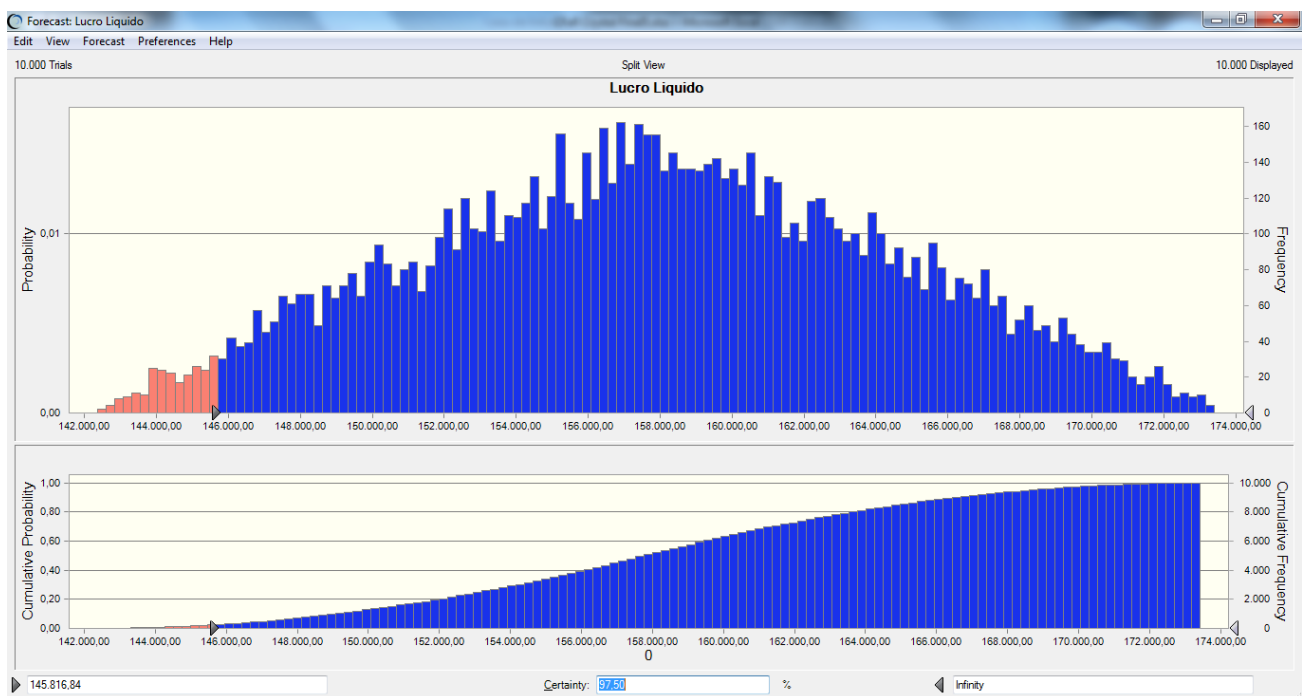 Forecast: Lucro Liquido
Edit View Forecast Preferences Help
10.000 Trials Split View 10.000 Displayed
Lucro Liquido
Probability
0,01
0,00
160
140
120
100
80
60
40
20
0
Frequency
142.000,00 144.000,00 146.000,00 148.000,00 150.000,00 152.000,00 154.000,00 156.000,00 158.000,00 160.000,00 162.000,00 164.000,00 166.000,00 168.000,00 170.000,00 172.000,00 174.000,00
Cumulative Probability
1,00
0,80
0,60
0,40
0,20
0,00
10.000
8.000
6.000
4.000
2.000
0
Cumulative Frequency
142.000,00 144.000,00 146.000,00 148.000,00 150.000,00 152.000,00 154.000,00 156.000,00 158.000,00 160.000,00 162.000,00 164.000,00 166.000,00 168.000,00 170.000,00 172.000,00 174.000,00
0
145.816,84 Certainty: 97,50 % Infinity